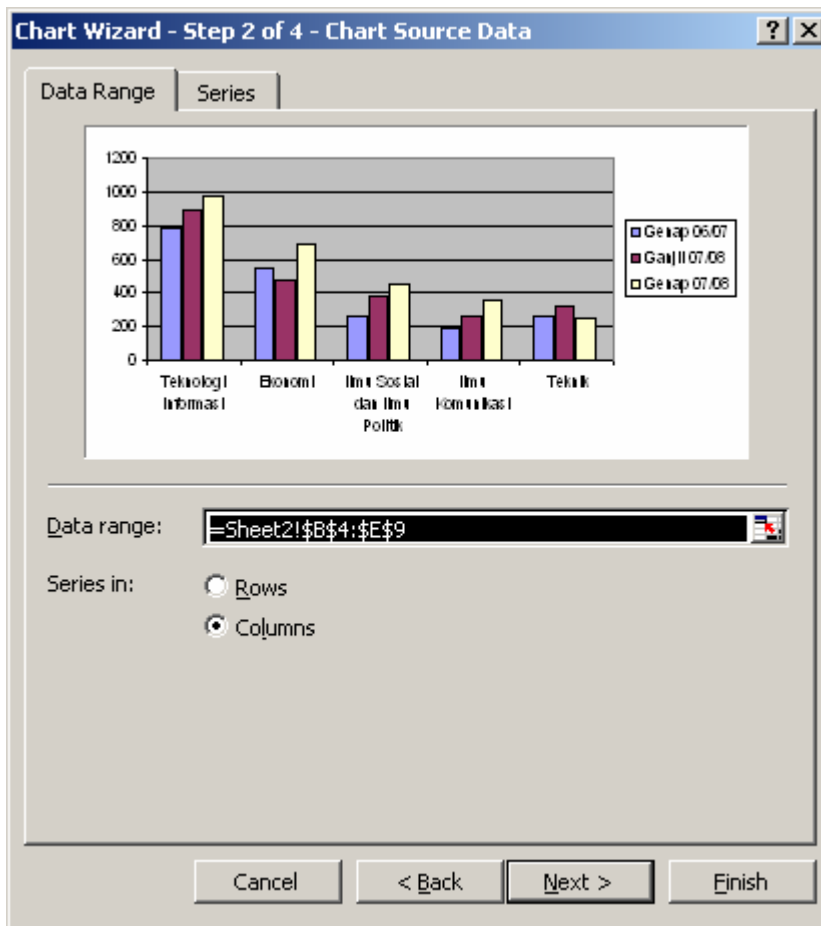 Chart Wizard - Step 2 of 4 - Chart Source Data
Data Range
Series
1200
1000
800
600
400
200
0
Teknologi
Informasi
Ekonomi
Ilmu Sosial
dan Ilmu
Politik
Ilmu
Komunikasi
Teknik
Genap 06/07
Ganjil 07/08
Genap 07/08
Data range:
=Sheet2!$B$4:$E$9
Series in:
Rows
Columns
Cancel
< Back
Next >
Finish